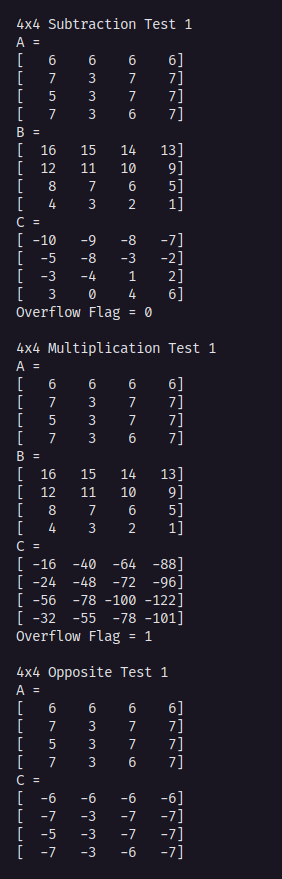 4x4 Subtraction Test 1
A =
[   6   6   6   6]
[   7   3   7   7]
[   5   3   7   7]
[   7   3   6   7]
B =
[  16  15  14  13]
[  12  11  10   9]
[   8   7   6   5]
[   4   3   2   1]
C =
[ -10  -9  -8  -7]
[  -5  -8  -3  -2]
[  -3  -4   1   2]
[   3   0   4   6]
Overflow Flag = 0
4x4 Multiplication Test 1
A =
[   6   6   6   6]
[   7   3   7   7]
[   5   3   7   7]
[   7   3   6   7]
B =
[  16  15  14  13]
[  12  11  10   9]
[   8   7   6   5]
[   4   3   2   1]
C =
[ -16 -40 -64 -88]
[ -24 -48 -72 -96]
[ -56 -78 -100 -122]
[ -32 -55 -78 -101]
Overflow Flag = 1
4x4 Opposite Test 1
A =
[   6   6   6   6]
[   7   3   7   7]
[   5   3   7   7]
[   7   3   6   7]
C =
[  -6  -6  -6  -6]
[  -7  -3  -7  -7]
[  -5  -3  -7  -7]
[  -7  -3  -6  -7]